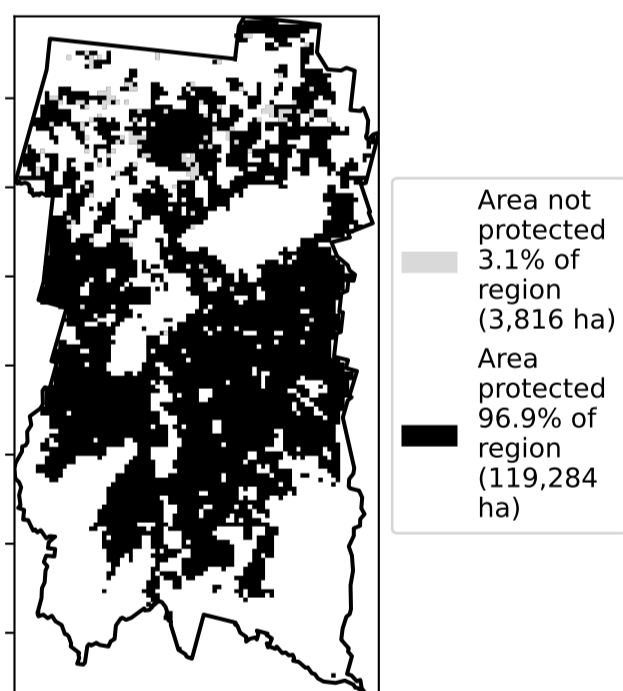 Area not
protected
3.1% of
region
(3,816 ha)
Area
protected
96.9% of
region
(119,284
ha)